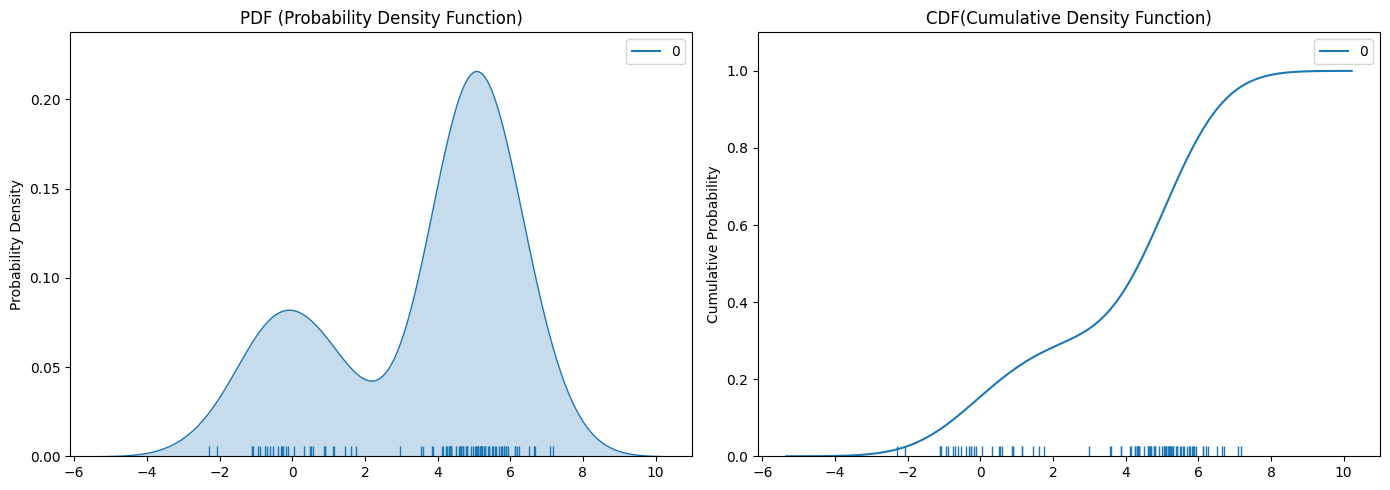 PDF (Probability Density Function)
0
Probability Density
0.20
0.15
0.10
0.05
0.00
−6 −4 −2 0 2 4 6 8 10
CDF(Cumulative Density Function)
0
Cumulative Probability
1.0
0.8
0.6
0.4
0.2
0.0
−6 −4 −2 0 2 4 6 8 10